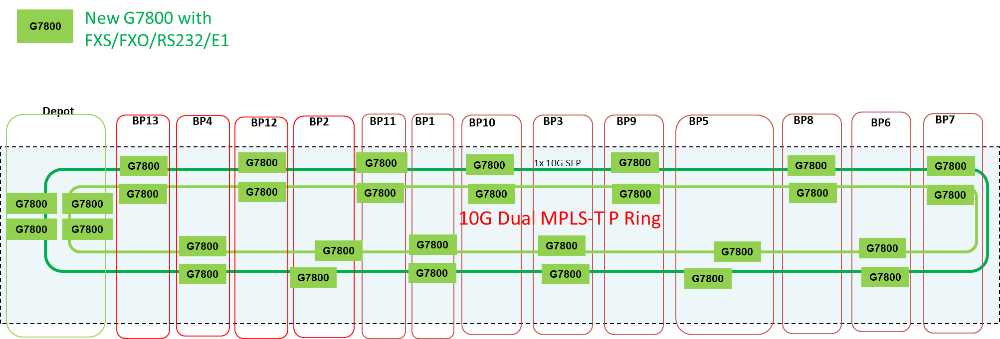 G7800
New G7800 with
FXS/FXO/RS232/E1
Depot
BP13
BP4
BP12
BP2
BP11
BP1
BP10
BP3
BP9
BP5
BP8
BP6
BP7
G7800
G7800
G7800
G7800
1x 10G SFP
G7800
G7800
G7800
G7800
G7800
G7800
G7800
G7800
G7800
G7800
G7800
G7800
10G Dual MPLS-T P Ring
G7800
G7800
G7800
G7800
G7800
G7800
G7800
G7800
G7800
G7800
G7800
G7800
G7800
G7800